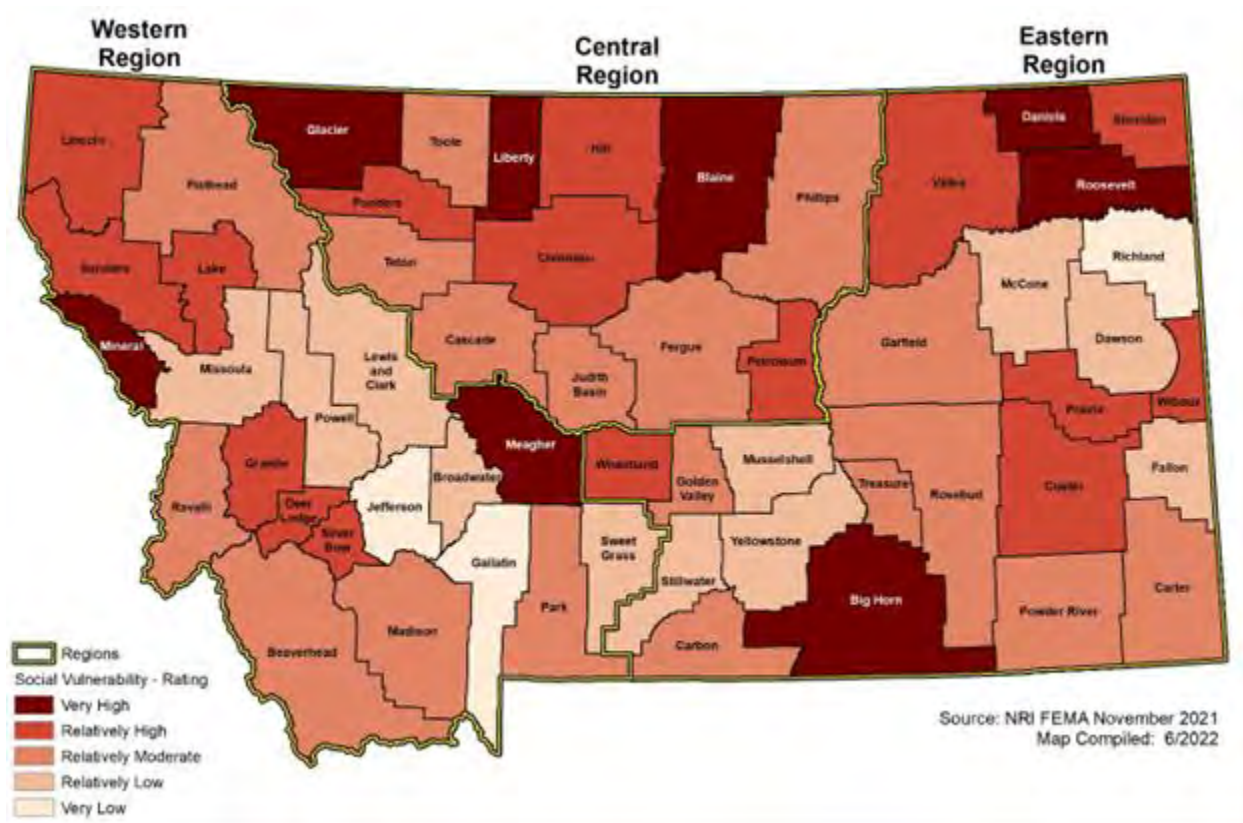 Western
Region
Central
Region
Eastern
Region
Lincoln
Flathead
Glacier
Toole
Liberty
Hill
Blaine
Phillips
Valley
Daniels
Sheridan
Roosevelt
Pondera
Teton
Chouteau
Sanders
Lake
Richland
McCone
Dawson
Garfield
Mineral
Missoula
Lewis
and
Clark
Powell
Cascade
Judith
Basin
Fergus
Petroleum
Prairie
Wibaux
Meagher
Granite
Ravelli
Deer
Lodge
Silver
Bow
Jefferson
Broadwater
Wheatland
Golden
Valley
Musselshell
Treasure
Rosebud
Custer
Fallon
Gallatin
Park
Sweet
Grass
Stillwater
Yellowstone
Big Horn
Carbon
Powder River
Carter
Beaverhead
Madison
Regions
Social Vulnerability - Rating
Very High
Relatively High
Relatively Moderate
Relatively Low
Very Low
Source: NRI FEMA November 2021
Map Compiled: 6/2022